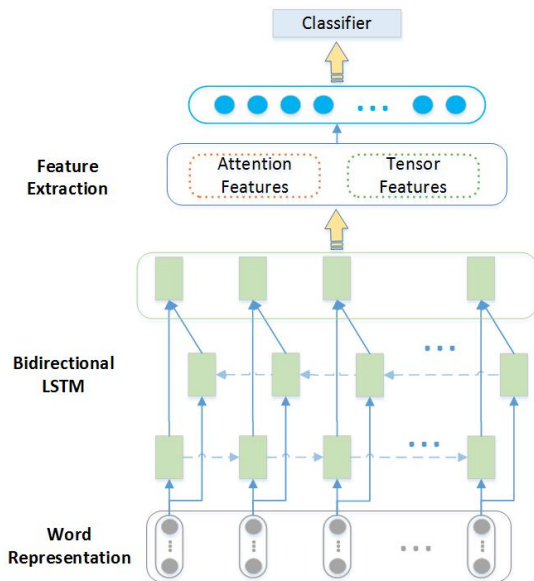 Classifier
Feature
Extraction
Attention
Features
Tensor
Features
Bidirectional
LSTM
Word
Representation